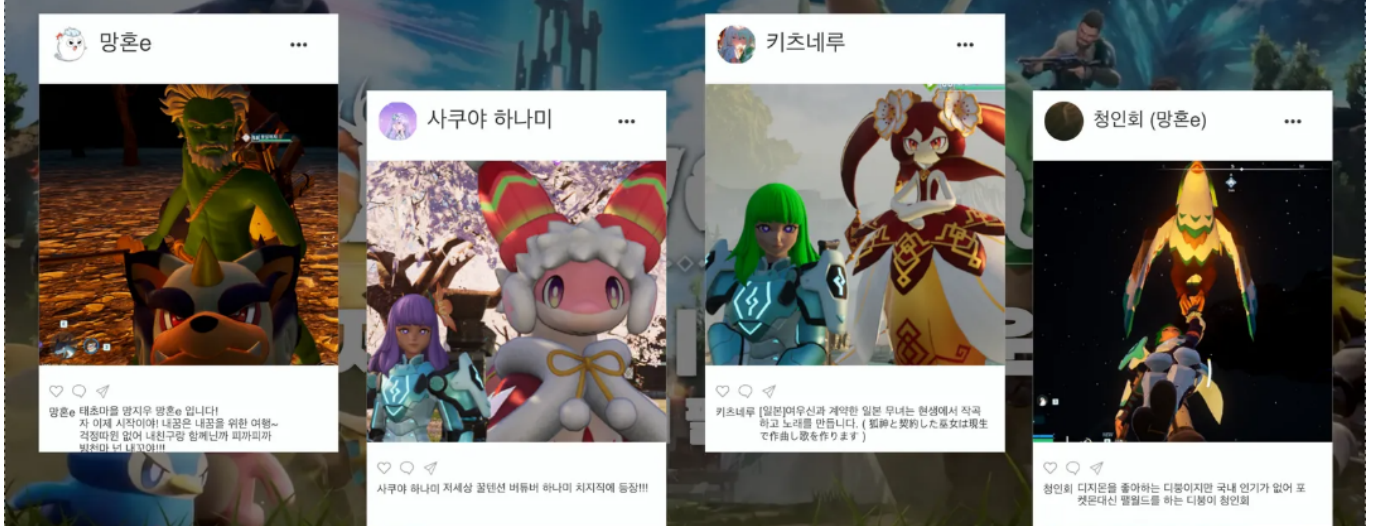 망혼e
망혼e 태초마을 망지우 망혼e 입니다!
자 이제 시작이야! 내꿈은 내꿈을 위한 여행~
걱정따윈 없어 내친구랑 함께닌까 피까피까
빙천마 넌 내꼬야!!!
사쿠야 하나미
사쿠야 하나미 저세상 꿀텐션 버튜버 하나미 치지직에 등장!!!
키츠네루
키츠네루 [일본]여우신과 계약한 일본 무녀는 현생에서 작곡
하고 노래를 만듭니다. ( 狐神と契約した巫女は現生
で作曲し歌を作ります )
청인회 (망혼e)
청인회 디지몬을 좋아하는 디붕이지만 국내 인기가 없어 포
켓몬대신 팰월드를 하는 디붕이 청인회